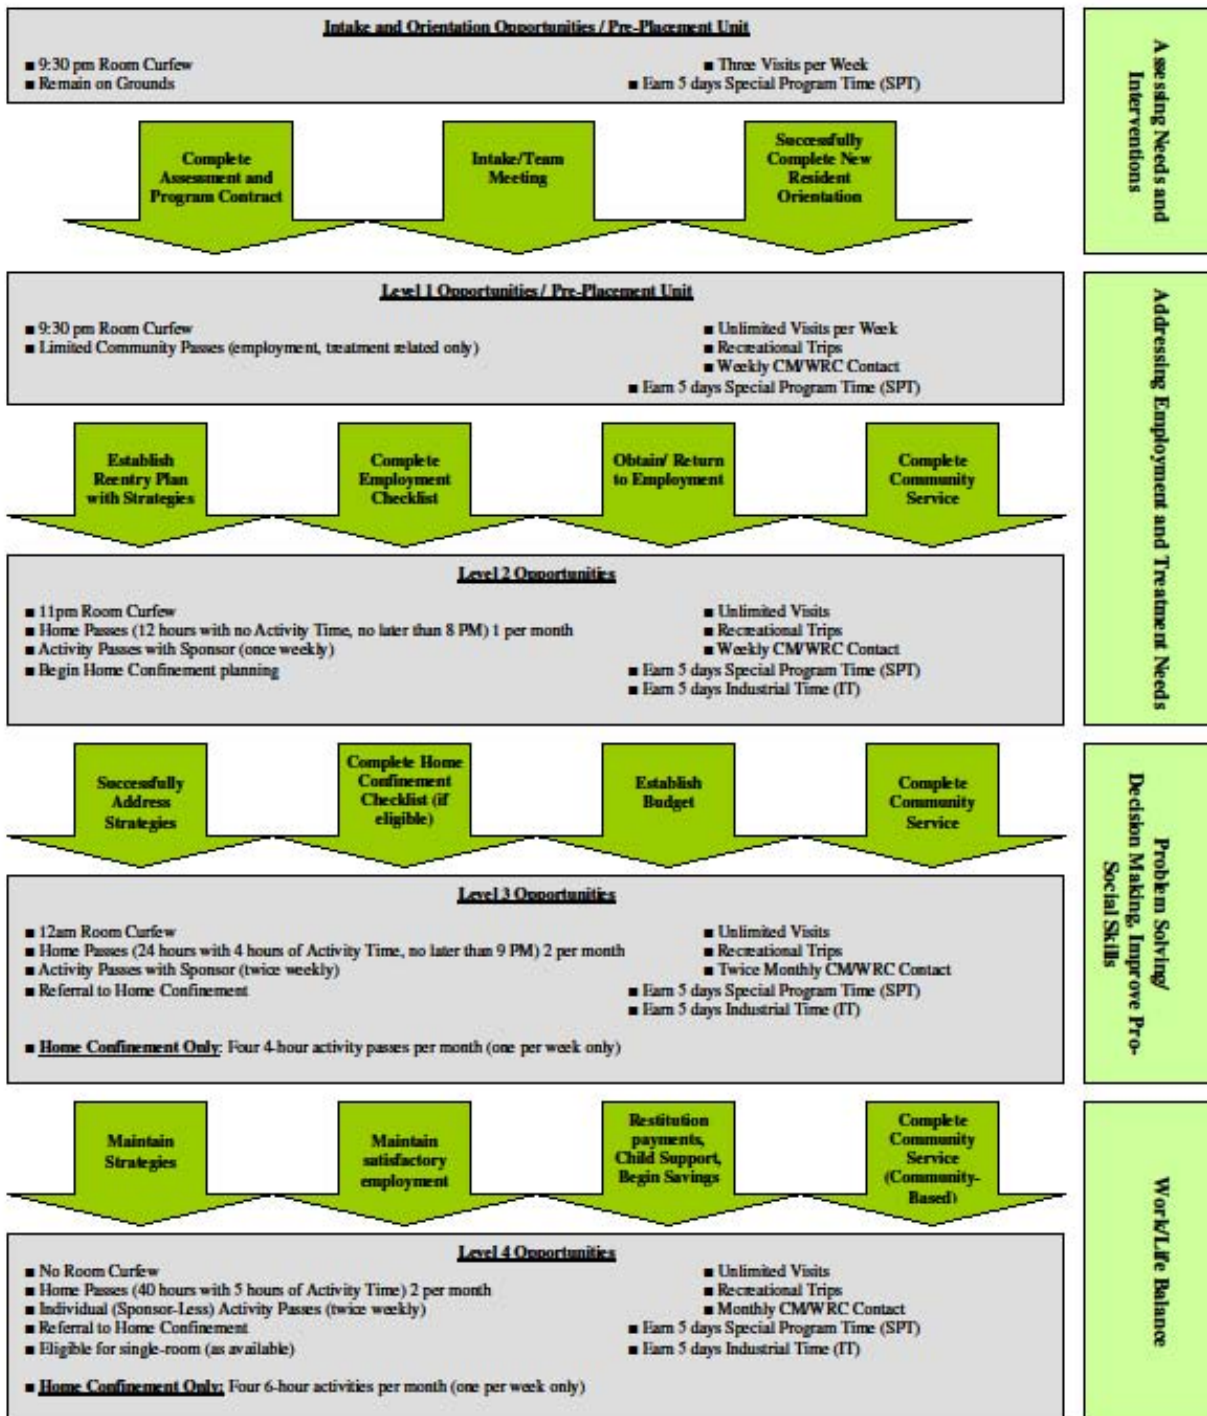 Intake and Orientation Opportunities / Pre-Placement Unit
■ 9:30 pm Room Curfew
■ Remain on Grounds
■ Three Visits per Week
■ Earn 5 days Special Program Time (SPT)
Assessing Needs and
Interventions
Complete
Assessment and
Program Contract
Intake/Team
Meeting
Successfully
Complete New
Resident
Orientation
Level 1 Opportunities / Pre-Placement Unit
■ 9:30 pm Room Curfew
■ Limited Community Passes (employment, treatment related only)
■ Unlimited Visits per Week
■ Recreational Trips
■ Weekly CM/WRC Contact
■ Earn 5 days Special Program Time (SPT)
Addressing Employment and Treatment Needs
Establish
Reentry Plan
with Strategies
Complete
Employment
Checklist
Obtain/ Return
to Employment
Complete
Community
Service
Level 2 Opportunities
■ 11pm Room Curfew
■ Home Passes (12 hours with no Activity Time, no later than 8 PM) 1 per month
■ Activity Passes with Sponsor (once weekly)
■ Begin Home Confinement planning
■ Unlimited Visits
■ Recreational Trips
■ Weekly CM/WRC Contact
■ Earn 5 days Special Program Time (SPT)
■ Earn 5 days Industrial Time (IT)
Successfully
Address
Strategies
Complete Home
Confinement
Checklist (if
eligible)
Establish
Budget
Complete
Community
Service
Problem Solving/
Decision Making, Improve Pro-
Social Skills
Level 3 Opportunities
■ 12am Room Curfew
■ Home Passes (24 hours with 4 hours of Activity Time, no later than 9 PM) 2 per month
■ Activity Passes with Sponsor (twice weekly)
■ Referral to Home Confinement
■ Unlimited Visits
■ Recreational Trips
■ Twice Monthly CM/WRC Contact
■ Earn 5 days Special Program Time (SPT)
■ Earn 5 days Industrial Time (IT)
■ Home Confinement Only: Four 4-hour activity passes per month (one per week only)
Maintain
Strategies
Maintain
satisfactory
employment
Restitution
payments,
Child Support,
Begin Savings
Complete
Community
Service
(Community-
Based)
Work/Life Balance
Level 4 Opportunities
■ No Room Curfew
■ Home Passes (40 hours with 5 hours of Activity Time) 2 per month
■ Individual (Sponsor-Less) Activity Passes (twice weekly)
■ Referral to Home Confinement
■ Eligible for single-room (as available)
■ Unlimited Visits
■ Recreational Trips
■ Monthly CM/WRC Contact
■ Earn 5 days Special Program Time (SPT)
■ Earn 5 days Industrial Time (IT)
■ Home Confinement Only: Four 6-hour activities per month (one per week only)